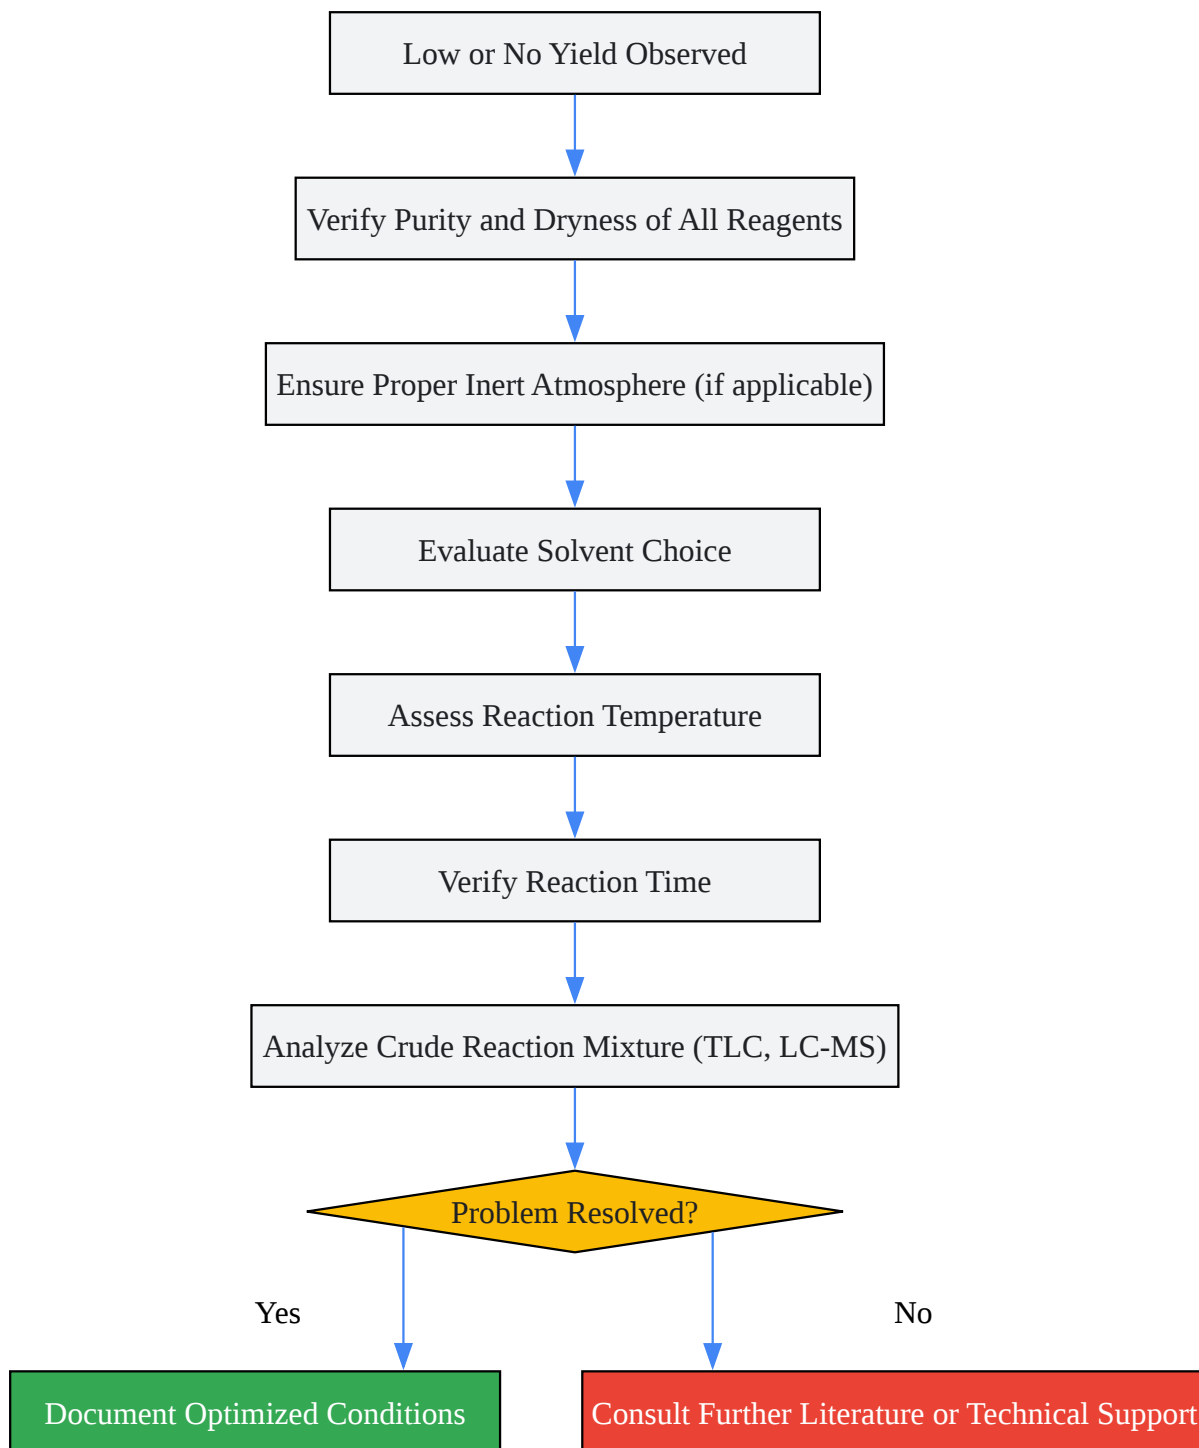 Low or No Yield Observed
Verify Purity and Dryness of All Reagents
Ensure Proper Inert Atmosphere (if applicable)
Evaluate Solvent Choice
Assess Reaction Temperature
Verify Reaction Time
Analyze Crude Reaction Mixture (TLC, LC-MS)
Problem Resolved?
Yes
No
Document Optimized Conditions
Consult Further Literature or Technical Support